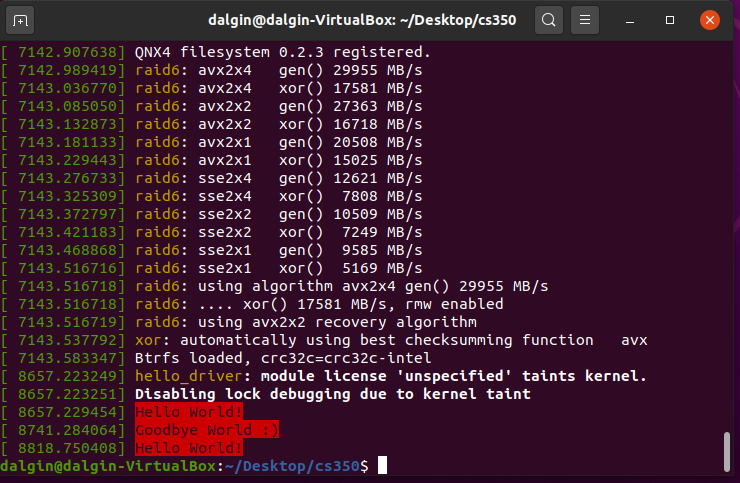 dalgin@dalgin-VirtualBox: ~/Desktop/cs350
[ 7142.907638] QNX4 filesystem 0.2.3 registered.
[ 7142.989419] raid6: avx2x4   gen() 29955 MB/s
[ 7143.036770] raid6: avx2x4   xor() 17581 MB/s
[ 7143.085050] raid6: avx2x2   gen() 27363 MB/s
[ 7143.132873] raid6: avx2x2   xor() 16718 MB/s
[ 7143.181133] raid6: avx2x1   gen() 20508 MB/s
[ 7143.229443] raid6: avx2x1   xor() 15025 MB/s
[ 7143.276733] raid6: sse2x4   gen() 12621 MB/s
[ 7143.325309] raid6: sse2x4   xor()  7808 MB/s
[ 7143.372797] raid6: sse2x2   gen() 10509 MB/s
[ 7143.421183] raid6: sse2x2   xor()  7249 MB/s
[ 7143.468868] raid6: sse2x1   gen()  9585 MB/s
[ 7143.516716] raid6: sse2x1   xor()  5169 MB/s
[ 7143.516718] raid6: using algorithm avx2x4 gen() 29955 MB/s
[ 7143.516718] raid6: .... xor() 17581 MB/s, rmw enabled
[ 7143.516719] raid6: using avx2x2 recovery algorithm
[ 7143.537792] xor: automatically using best checksumming function   avx
[ 7143.583347] Btrfs loaded, crc32c=crc32c-intel
[ 8657.223249] hello_driver: module license 'unspecified' taints kernel.
[ 8657.223251] Disabling lock debugging due to kernel taint
[ 8657.229454] Hello World!
[ 8741.284064] Goodbye World :)
[ 8818.750408] Hello World!
dalgin@dalgin-VirtualBox:~/Desktop/cs350$